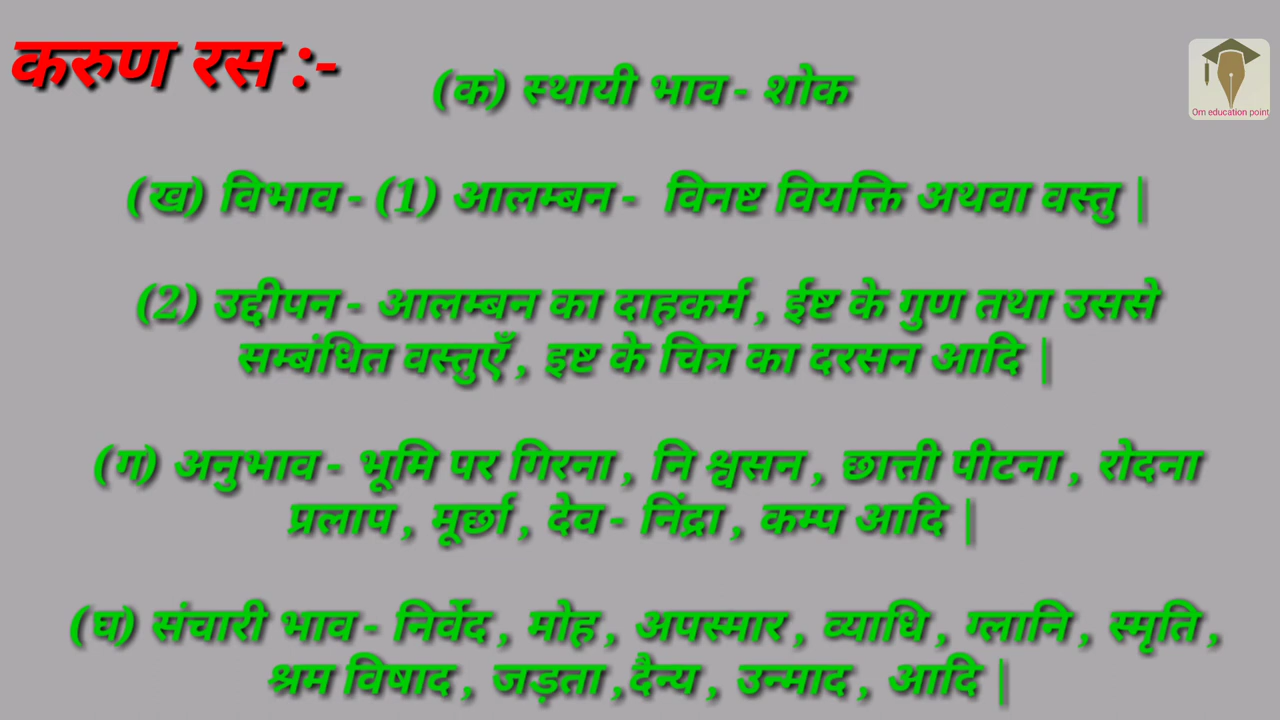 करुण रस :-
(क) स्थायी भाव - शोक
Om education point
(ख) विभाव - (1) आलम्बन - विनष्ट वियक्ति अथवा वस्तु |
(2) उद्दीपन - आलम्बन का दाहकर्म , ईष्ट के गुण तथा उससे
सम्बंधित वस्तुएँ , इष्ट के चित्र का दरसन आदि |
(ग) अनुभाव - भूमि पर गिरना , नि श्वसन , छात्ती पीटना , रोदना
प्रलाप , मूर्छा , देव - निंद्रा , कम्प आदि |
(घ) संचारी भाव - निर्वेद , मोह , अपस्मार , व्याधि , ग्लानि , स्मृति ,
श्रम विषाद , जड़ता ,दैन्य , उन्माद , आदि |